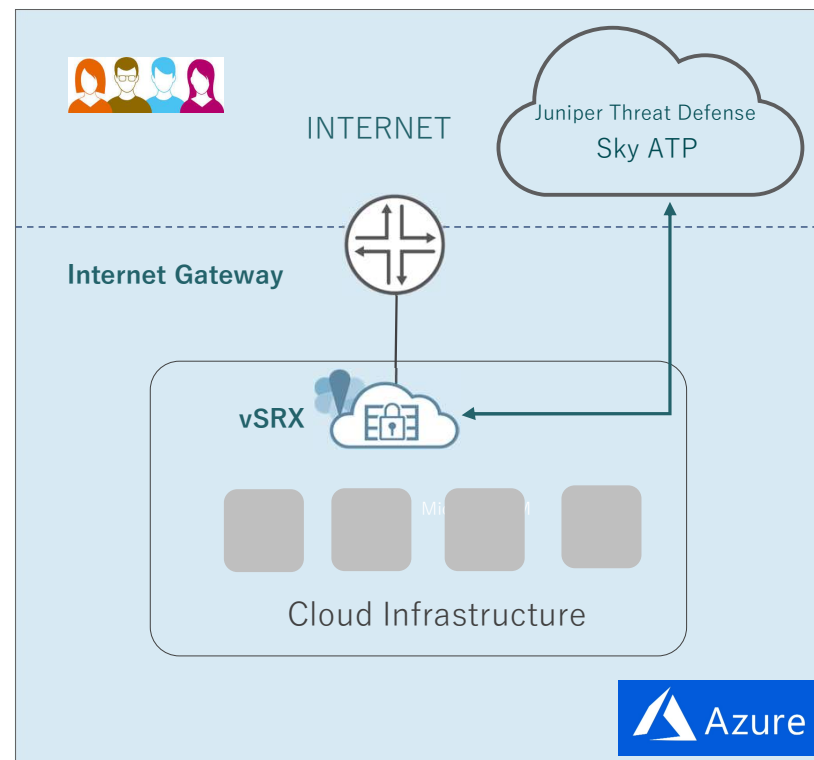 INTERNET
Juniper Threat Defense
Sky ATP
Internet Gateway
vSRX
Cloud Infrastructure
Azure